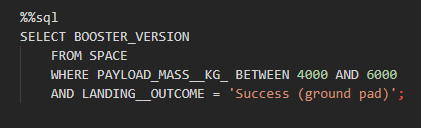 %%sql
SELECT BOOSTER_VERSION
FROM SPACE
WHERE PAYLOAD_MASS__KG_ BETWEEN 4000 AND 6000
AND LANDING__OUTCOME = 'Success (ground pad)';